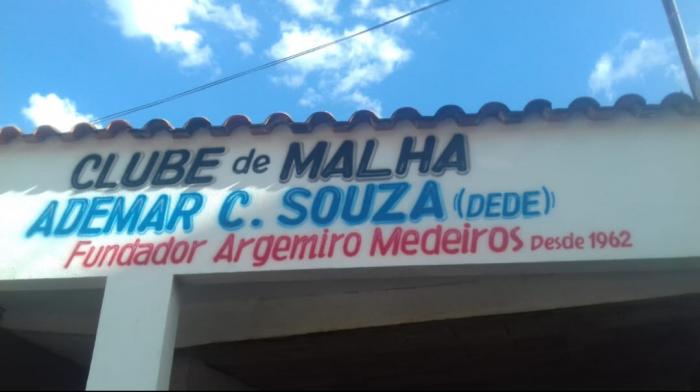 CLUBE de MALHA
ADEMAR C. SOUZA (DEDE)
Fundador Argemiro Medeiros Desde 1962